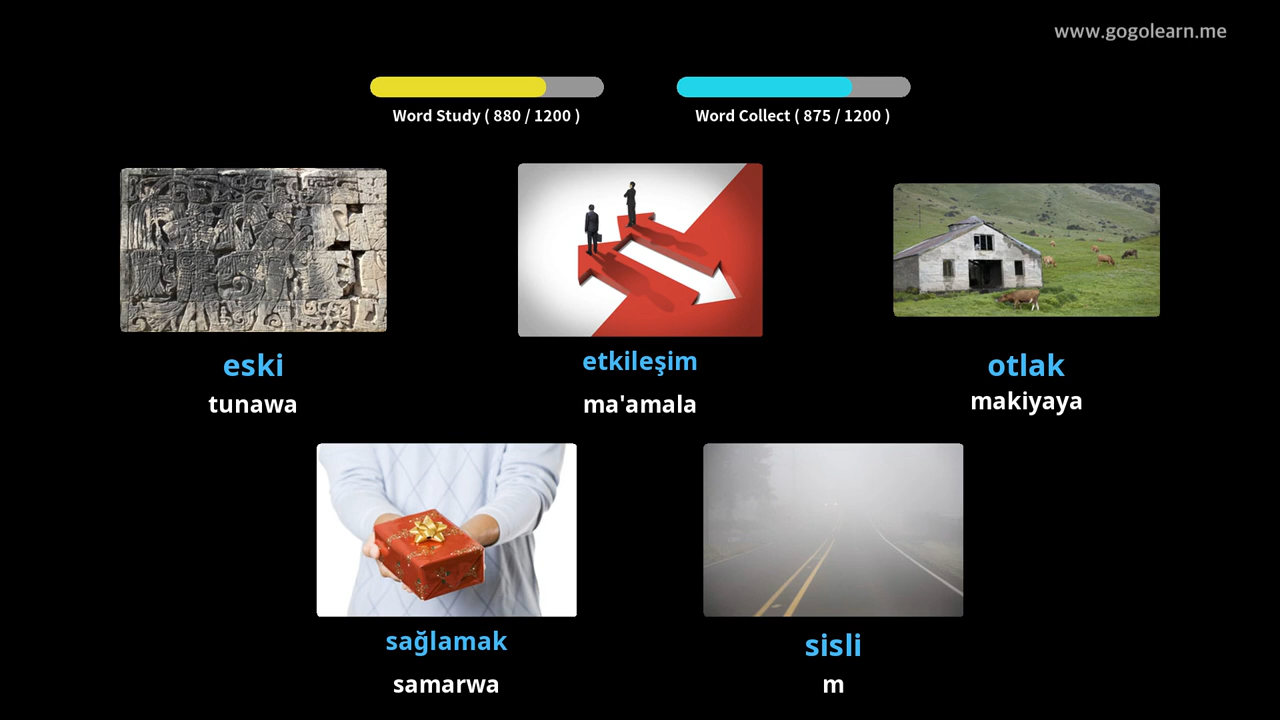 www.gogolearn.me
Word Study ( 880 / 1200 )
Word Collect ( 875 / 1200 )
eski
tunawa
etkileşim
ma'amala
otlak
makiyaya
sağlamak
samarwa
sisli
m